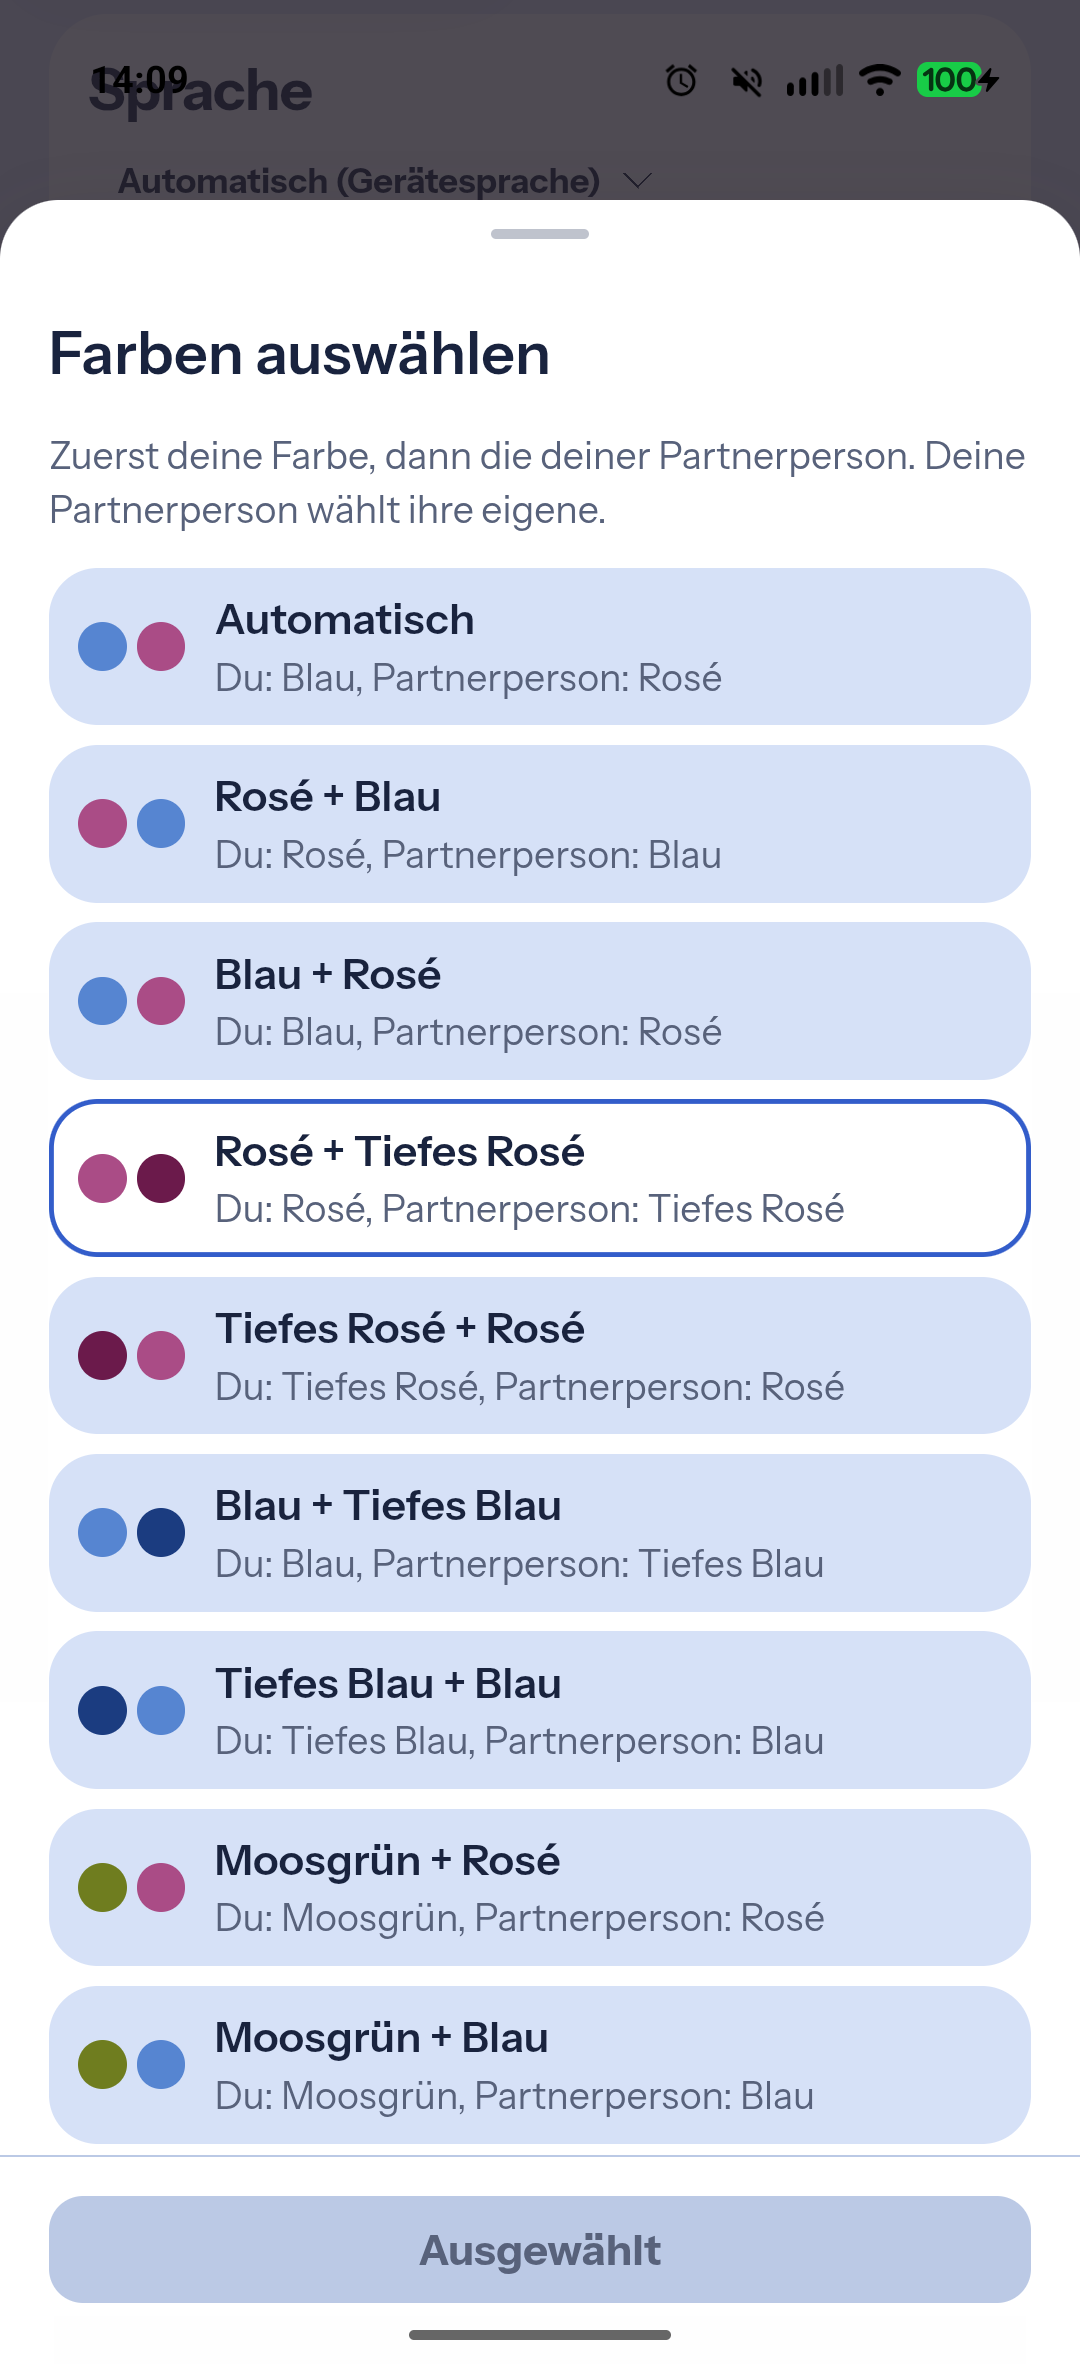 14:09
100
Sprache
Automatisch (Gerätesprache)
Farben auswählen
Zuerst deine Farbe, dann die deiner Partnerperson. Deine
Partnerperson wählt ihre eigene.
Automatisch
Du: Blau, Partnerperson: Rosé
Rosé + Blau
Du: Rosé, Partnerperson: Blau
Blau + Rosé
Du: Blau, Partnerperson: Rosé
Rosé + Tiefes Rosé
Du: Rosé, Partnerperson: Tiefes Rosé
Tiefes Rosé + Rosé
Du: Tiefes Rosé, Partnerperson: Rosé
Blau + Tiefes Blau
Du: Blau, Partnerperson: Tiefes Blau
Tiefes Blau + Blau
Du: Tiefes Blau, Partnerperson: Blau
Moosgrün + Rosé
Du: Moosgrün, Partnerperson: Rosé
Moosgrün + Blau
Du: Moosgrün, Partnerperson: Blau
Ausgewählt